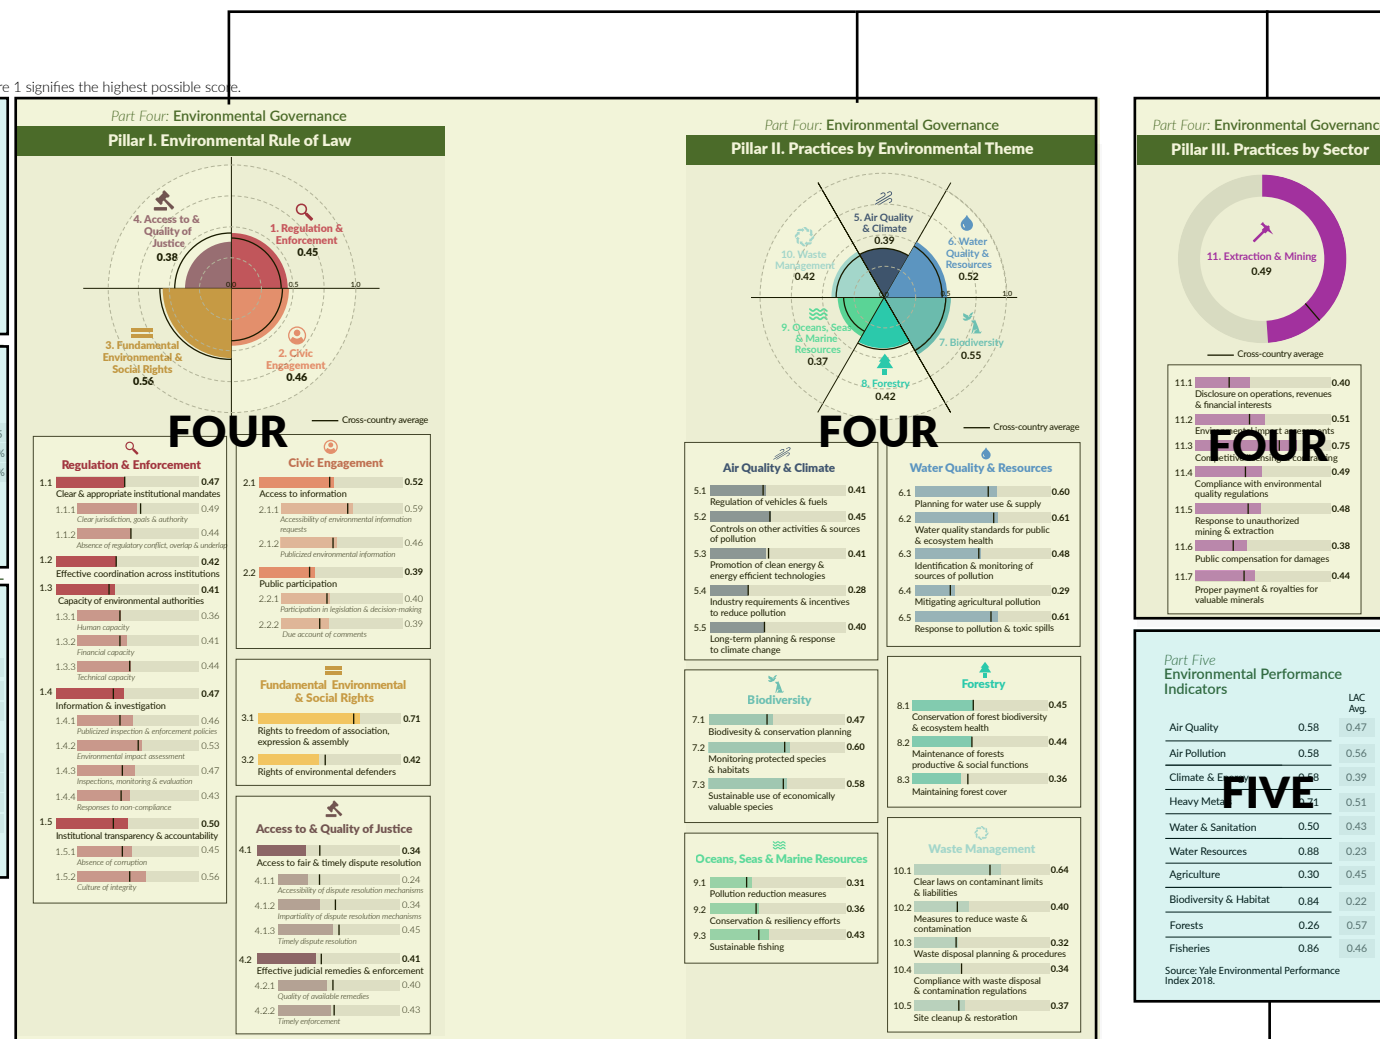 re 1 signifies the highest possible score.
Part Four: Environmental Governance
Pillar I. Environmental Rule of Law
4. Access to &
Quality of
Justice
0.38
1. Regulation &
Enforcement
0.45
0.0
0.5
1.0
3. Fundamental
Environmental &
Social Rights
0.56
2. Civic
Engagement
0.46
FOUR
Cross-country average
Regulation & Enforcement
1.1 0.47
Clear & appropriate institutional mandates
1.1.1 0.49
Clear jurisdiction, goals & authority
1.1.2 0.44
Absence of regulatory conflict, overlap & underlap
1.2 0.42
Effective coordination across institutions
1.3 0.41
Capacity of environmental authorities
1.3.1 0.36
Human capacity
1.3.2 0.41
Financial capacity
1.3.3 0.44
Technical capacity
1.4 0.47
Information & investigation
1.4.1 0.46
Publicized inspection & enforcement policies
1.4.2 0.53
Environmental impact assessment
1.4.3 0.47
Inspections, monitoring & evaluation
1.4.4 0.43
Responses to non-compliance
1.5 0.50
Institutional transparency & accountability
1.5.1 0.45
Absence of corruption
1.5.2 0.56
Culture of integrity
Civic Engagement
2.1 0.52
Access to information
2.1.1 0.59
Accessibility of environmental information
requests
2.1.2 0.46
Publicized environmental information
2.2 0.39
Public participation
2.2.1 0.40
Participation in legislation & decision-making
2.2.2 0.39
Due account of comments
Fundamental Environmental
& Social Rights
3.1 0.71
Rights to freedom of association,
expression & assembly
3.2 0.42
Rights of environmental defenders
Access to & Quality of Justice
4.1 0.34
Access to fair & timely dispute resolution
4.1.1 0.24
Accessibility of dispute resolution mechanisms
4.1.2 0.34
Impartiality of dispute resolution mechanisms
4.1.3 0.45
Timely dispute resolution
4.2 0.41
Effective judicial remedies & enforcement
4.2.1 0.40
Quality of available remedies
4.2.2 0.43
Timely enforcement
Part Four: Environmental Governance
Pillar II. Practices by Environmental Theme
5. Air Quality
& Climate
0.39
6. Water
Quality &
Resources
0.52
10. Waste
Management
0.42
0.5
1.0
9. Oceans, Seas
& Marine
Resources
0.37
7. Biodiversity
0.55
8. Forestry
0.42
FOUR
Cross-country average
Air Quality & Climate
5.1 0.41
Regulation of vehicles & fuels
5.2 0.45
Controls on other activities & sources
of pollution
5.3 0.41
Promotion of clean energy &
energy efficient technologies
5.4 0.28
Industry requirements & incentives
to reduce pollution
5.5 0.40
Long-term planning & response
to climate change
Water Quality & Resources
6.1 0.60
Planning for water use & supply
6.2 0.61
Water quality standards for public
& ecosystem health
6.3 0.48
Identification & monitoring of
sources of pollution
6.4 0.29
Mitigating agricultural pollution
6.5 0.61
Response to pollution & toxic spills
Biodiversity
7.1 0.47
Biodivesity & conservation planning
7.2 0.60
Monitoring protected species
& habitats
7.3 0.58
Sustainable use of economically
valuable species
Forestry
8.1 0.45
Conservation of forest biodiversity
& ecosystem health
8.2 0.44
Maintenance of forests
productive & social functions
8.3 0.36
Maintaining forest cover
Oceans, Seas & Marine Resources
9.1 0.31
Pollution reduction measures
9.2 0.36
Conservation & resiliency efforts
9.3 0.43
Sustainable fishing
Waste Management
10.1 0.64
Clear laws on contaminant limits
& liabilities
10.2 0.40
Measures to reduce waste &
contamination
10.3 0.32
Waste disposal planning & procedures
10.4 0.34
Compliance with waste disposal
& contamination regulations
10.5 0.37
Site cleanup & restoration
Part Four: Environmental Governanc
Pillar III. Practices by Sector
11. Extraction & Mining
0.49
Cross-country average
11.1 0.40
Disclosure on operations, revenues
& financial interests
11.2 0.51
Environmental impact assessments
FOUR
11.3 0.75
Competitive licensing & contracting
11.4 0.49
Compliance with environmental
quality regulations
11.5 0.48
Response to unauthorized
mining & extraction
11.6 0.38
Public compensation for damages
11.7 0.44
Proper payment & royalties for
valuable minerals
Part Five
Environmental Performance
Indicators
LAC
Avg.
Air Quality 0.58 0.47
Air Pollution 0.58 0.56
Climate & Energy 0.58 0.39
FIVE
Heavy Metals 0.71 0.51
Water & Sanitation 0.50 0.43
Water Resources 0.88 0.23
Agriculture 0.30 0.45
Biodiversity & Habitat 0.84 0.22
Forests 0.26 0.57
Fisheries 0.86 0.46
Source: Yale Environmental Performance
Index 2018.